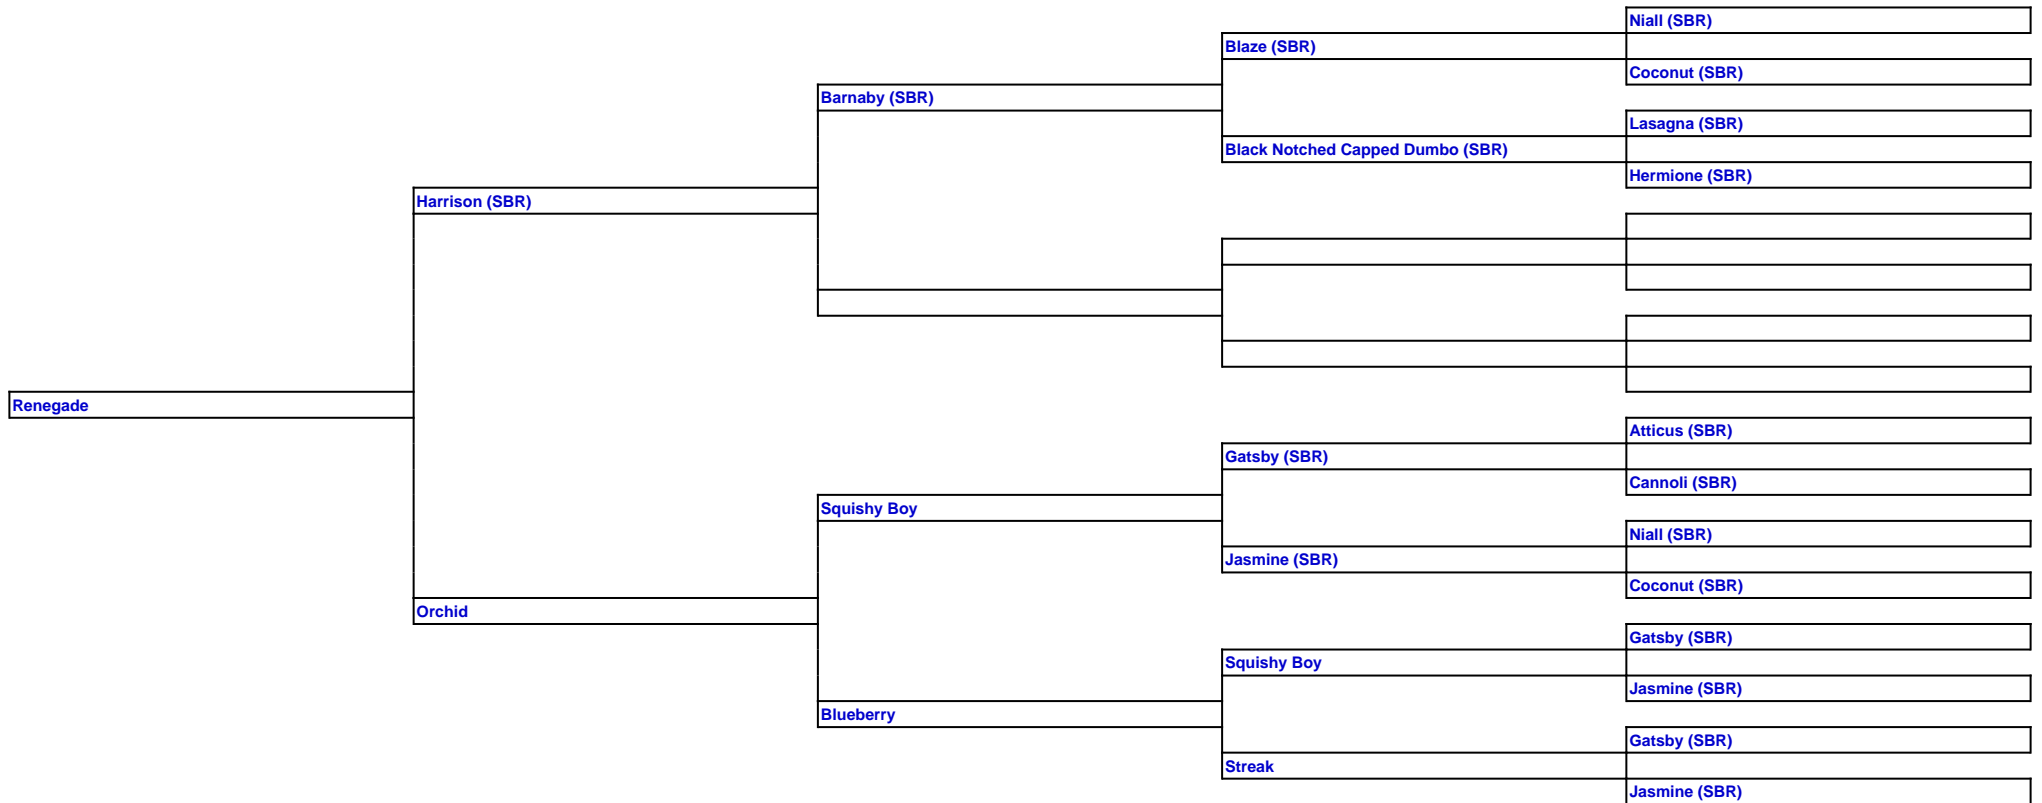 Niall (SBR)
Blaze (SBR)
Coconut (SBR)
Barnaby (SBR)
Lasagna (SBR)
Black Notched Capped Dumbo (SBR)
Hermione (SBR)
Harrison (SBR)
Renegade
Atticus (SBR)
Gatsby (SBR)
Cannoli (SBR)
Squishy Boy
Niall (SBR)
Jasmine (SBR)
Coconut (SBR)
Orchid
Gatsby (SBR)
Squishy Boy
Jasmine (SBR)
Blueberry
Gatsby (SBR)
Streak
Jasmine (SBR)